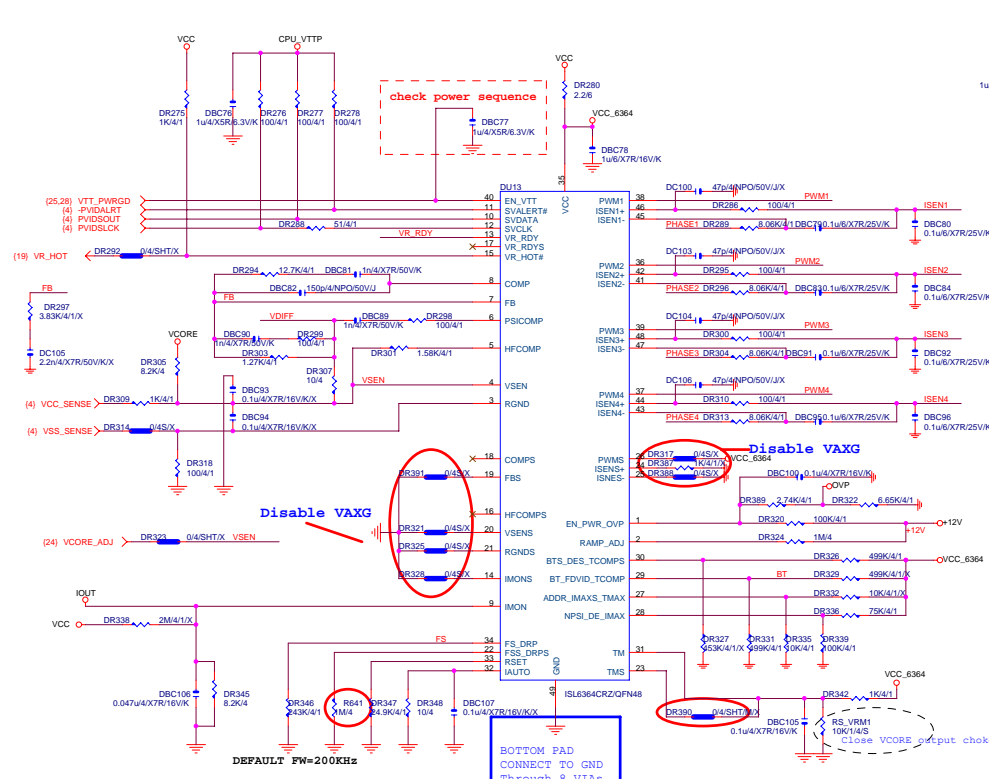 VCC
CPU_VTTP
VCC
1u
check power sequence
DR280
2.2/6
VCC_6364
DR275
1K/4/1
DBC76
1u/4/X5R/6.3V/K
DR276
100/4/1
DR277
100/4/1
DR278
100/4/1
DBC77
1u/4/X5R/6.3V/K
DBC78
1u/6/X7R/16V/K
DU13
35
VCC
{25,28} VTT_PWRGD
{4} -PVIDALRT
{4} PVIDSOUT
{4} PVIDSLCK
DR288
51/4/1
VR_RDY
{19} VR_HOT
DR292
0/4/SHT/X
40
11
10
12
13
17
15
EN_VTT
SVALERT#
SVDATA
SVCLK
VR_RDY
VR_RDYS
VR_HOT#
DR294
12.7K/4/1
DBC81
1n/4/X7R/50V/K
8
COMP
DBC82
150p/4/NPO/50V/J
FB
7
FB
FB
DR297
3.83K/4/1/X
DC105
2.2n/4/X7R/50V/K/X
VDIFF
DBC89
1n/4/X7R/50V/K
DR298
100/4/1
6
PSICOMP
DBC90
1n/4/X7R/50V/K
DR299
100/4/1
VCORE
DR303
1.27K/4/1
DR301
1.58K/4/1
5
HFCOMP
DR305
8.2K/4
DR307
10/4
DBC93
0.1u/4/X7R/16V/K/X
VSEN
4
VSEN
{4} VCC_SENSE
DR309
1K/4/1
3
RGND
DBC94
0.1u/4/X7R/16V/K/X
{4} VSS_SENSE
DR314
0/4S/X
DR318
100/4/1
18
COMPS
DR391
0/4S/X
19
FBS
Disable VAXG
16
HFCOMPS
DR321
0/4S/X
20
VSENS
DR325
0/4S/X
21
RGNDS
DR328
0/4S/X
14
IMONS
{24} VCORE_ADJ
DR323
0/4/SHT/X
VSEN
IOUT
9
IMON
VCC
DR338
2M/4/1/X
DBC106
0.047u/4/X7R/16V/K
DR345
8.2K/4
FS
34
22
33
32
FS_DRP
FSS_DRPS
RSET
IAUTO
DR346
243K/4/1
R641
1M/4
DR347
24.9K/4/1
DR348
10/4
DBC107
0.1u/4/X7R/16V/K/X
DEFAULT FW=200KHz
GND
49
ISL6364CRZ/QFN48
BOTTOM PAD
CONNECT TO GND
Through 8 VIAs
DC100
47p/4/NPO/50V/J/X
PWM1
38
PWM1
ISEN1+
46
DR286
100/4/1
ISEN1
ISEN1-
45
PHASE1
DR289
8.06K/4/1
DBC79
0.1u/6/X7R/25V/K
DBC80
0.1u/6/X7R/25V/K
DC103
47p/4/NPO/50V/J/X
PWM2
36
PWM2
ISEN2+
42
DR295
100/4/1
ISEN2
ISEN2-
41
PHASE2
DR296
8.06K/4/1
DBC83
0.1u/6/X7R/25V/K
DBC84
0.1u/6/X7R/25V/K
DC104
47p/4/NPO/50V/J/X
PWM3
39
PWM3
ISEN3+
48
DR300
100/4/1
ISEN3
ISEN3-
47
PHASE3
DR304
8.06K/4/1
DBC91
0.1u/6/X7R/25V/K
DBC92
0.1u/6/X7R/25V/K
DC106
47p/4/NPO/50V/J/X
PWM4
37
PWM4
ISEN4+
44
DR310
100/4/1
ISEN4
ISEN4-
43
PHASE4
DR313
8.06K/4/1
DBC95
0.1u/6/X7R/25V/K
DBC96
0.1u/6/X7R/25V/K
PWMS
DR317
0/4S/X
VCC_6364
Disable VAXG
ISENS+
DR387
1K/4/1/X
ISNES-
25
DR388
0/4S/X
DBC109
0.1u/4/X7R/16V/K
OVP
DR389
2.74K/4/1
DR322
6.65K/4/1
EN_PWR_OVP
1
DR320
100K/4/1
+12V
+12V
RAMP_ADJ
2
DR324
1M/4
BTS_DES_TCOMPS
30
DR326
499K/4/1
VCC_6364
BT_FDVID_TCOMP
29
BT
DR329
499K/4/1/X
ADDR_IMAXS_TMAX
27
DR332
10K/4/1/X
NPSI_DE_IMAX
28
DR336
75K/4/1
DR327
453K/4/1/X
DR331
499K/4/1
DR335
10K/4/1
DR339
100K/4/1
TM
31
TMS
23
VCC_6364
DR342
1K/4/1
DR390
0/4/SHT/M/X
DBC105
0.1u/4/X7R/16V/K
RS_VRM1
10K/1/4/S
Close VCORE output chok